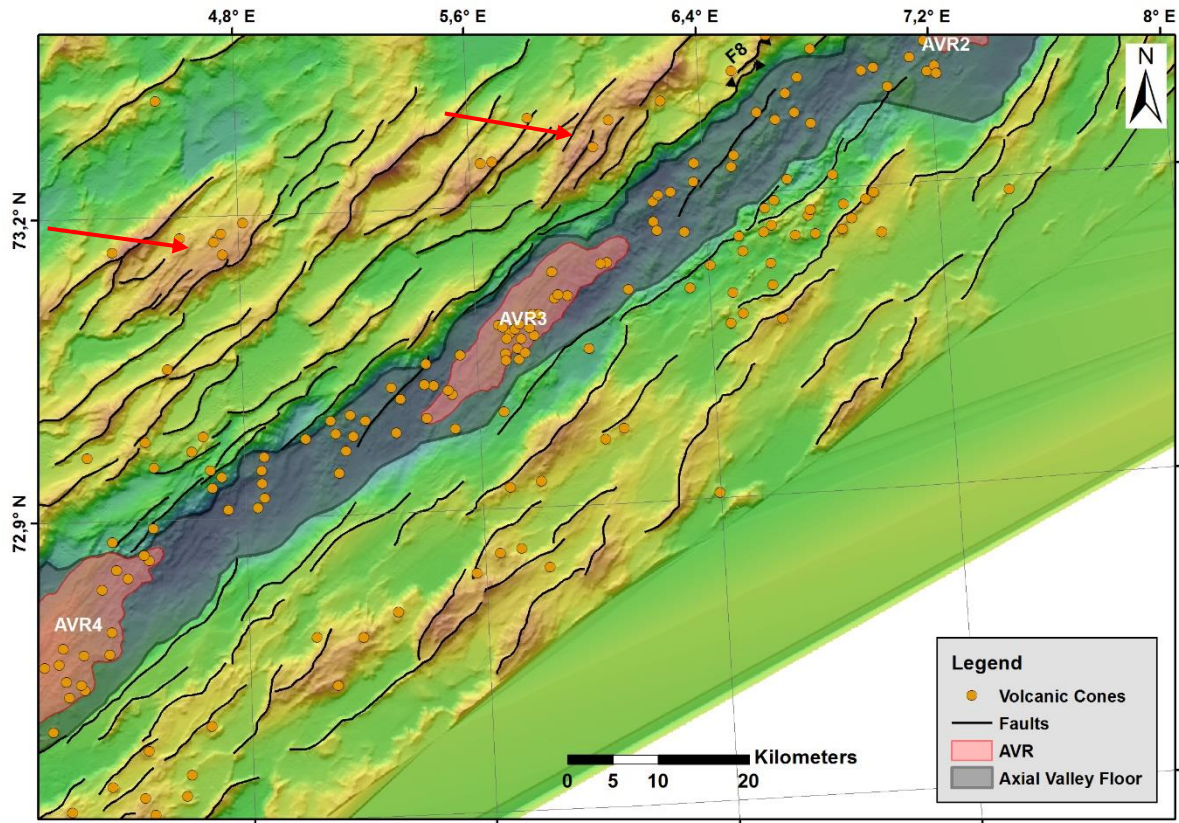 4,8° 5,6° 6,4° 7,2° 8° E
AVR2
F8
N
73,2° N
AVR3
72,9° N
AVR4
Legend
Volcanic Cones
Faults
AVR
Axial Valley Floor
Kilometers
0 5 10 20